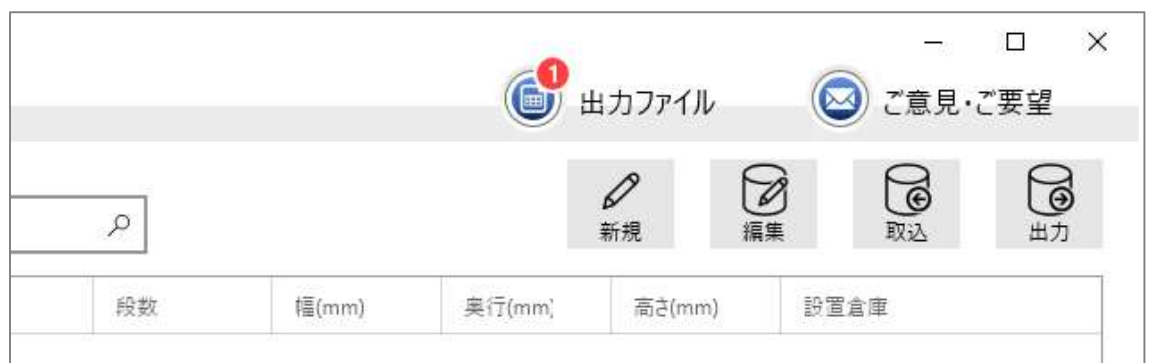 1
出力ファイル
ご意見・ご要望
新規
編集
取込
出力
段数
幅(mm)
奥行(mm)
高さ(mm)
設置倉庫